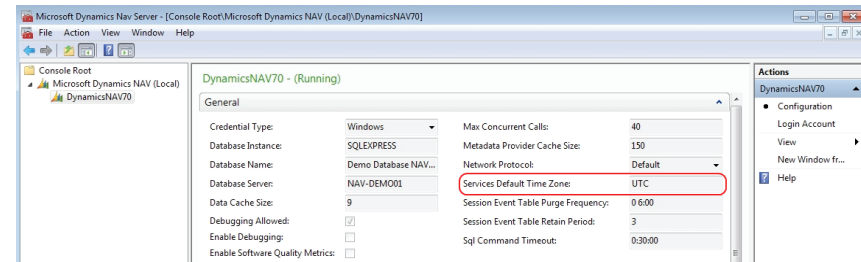 Microsoft Dynamics Nav Server - [Console Root\Microsoft Dynamics NAV (Local)\DynamicsNAV70]
File Action View Window Help
Console Root
Microsoft Dynamics NAV (Local)
DynamicsNAV70
DynamicsNAV70 - (Running)
General
Credential Type: Windows
Database Instance: SQLEXPRESS
Database Name: Demo Database NAV...
Database Server: NAV-DEMO01
Data Cache Size: 9
Debugging Allowed:
Enable Debugging:
Enable Software Quality Metrics:
Max Concurrent Calls: 40
Metadata Provider Cache Size: 150
Network Protocol: Default
Services Default Time Zone: UTC
Session Event Table Purge Frequency: 0 6:00
Session Event Table Retain Period: 3
Sql Command Timeout: 0:30:00
Actions
DynamicsNAV70
Configuration
Login Account
View
New Window fr...
Help